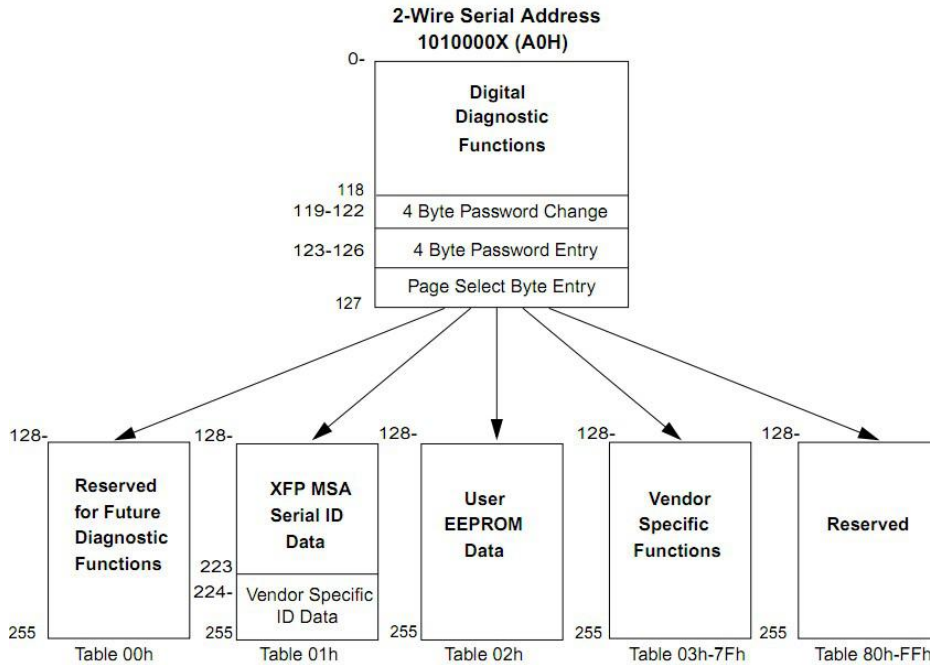 2-Wire Serial Address
1010000X (A0H)
0-
Digital
Diagnostic
Functions
118
119-122
4 Byte Password Change
123-126
4 Byte Password Entry
Page Select Byte Entry
127
128-
Reserved
for Future
Diagnostic
Functions
255
Table 00h
128-
XFP MSA
Serial ID
Data
223
224-
Vendor Specific
ID Data
255
Table 01h
128-
User
EEPROM
Data
255
Table 02h
128-
Vendor
Specific
Functions
255
Table 03h-7Fh
128-
Reserved
255
Table 80h-FFh